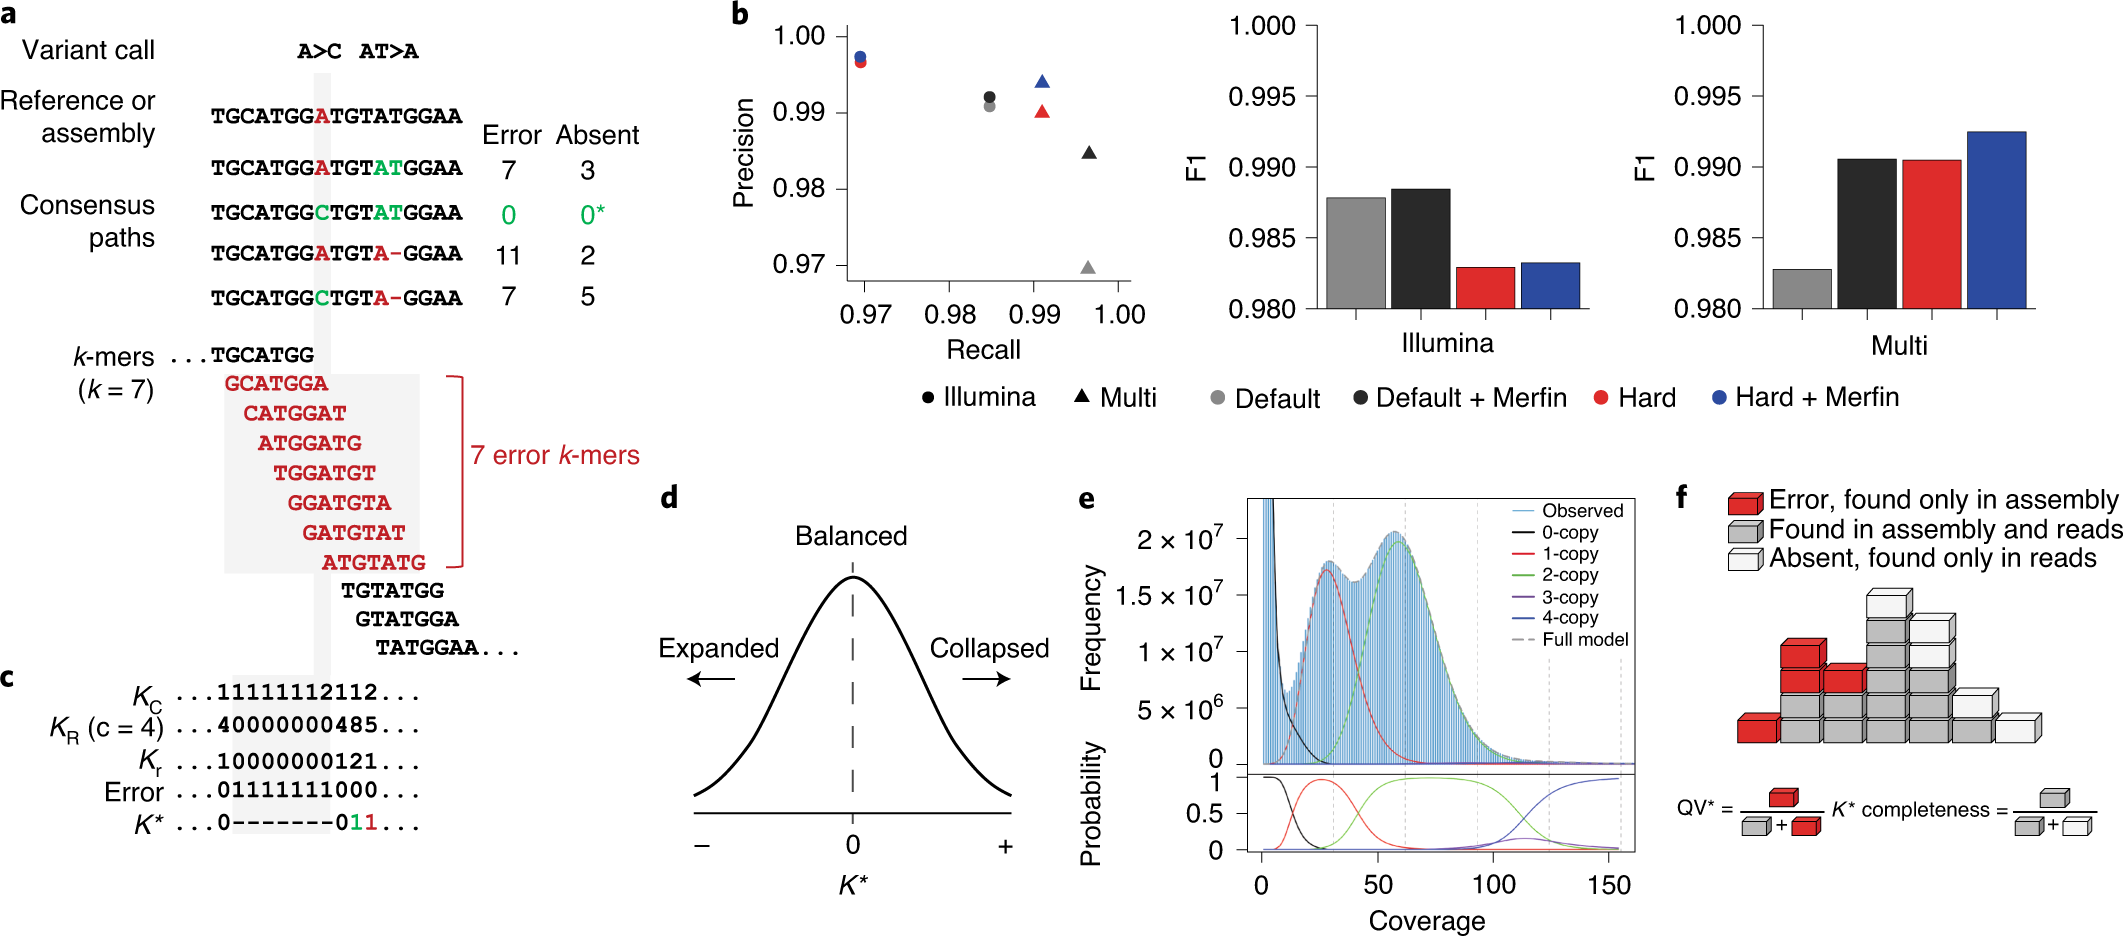 a
Variant call A>C AT>A
Reference or
assembly
TGCATGGATGTATGGAA
Error Absent
TGCATGGATGTATGGAA 7 3
Consensus
paths
TGCATGGCTGTATGGAA 0 0*
TGCATGGATGTA-GGAA 11 2
TGCATGGCTGTA-GGAA 7 5
k-mers ...TGCATGG
(k = 7)
GCATGGA
CATGGAT
ATGGATG
TGGATGT
GGATGTA
GATGTAT
ATGTATG
7 error k-mers
TGTATGG
GTATGGA
TATGGAA...
b
Precision
1.00
0.99
0.98
0.97
0.97 0.98 0.99 1.00
Recall
F1
1.000
0.995
0.990
0.985
0.980
Illumina
F1
1.000
0.995
0.990
0.985
0.980
Multi
Illumina Multi Default Default + Merfin Hard Hard + Merfin
c
KC ...11111112112...
KR (c = 4) ...40000000485...
Kr ...10000000121...
Error ...01111111000...
K* ...0-------011...
d
Balanced
Expanded
Collapsed
– 0 +
K*
e
Frequency
2 × 10⁷
1.5 × 10⁷
1 × 10⁷
5 × 10⁶
0
Observed
0-copy
1-copy
2-copy
3-copy
4-copy
Full model
Probability
1
0.5
0
0 50 100 150
Coverage
f
Error, found only in assembly
Found in assembly and reads
Absent, found only in reads
QV* = + K* completeness = +